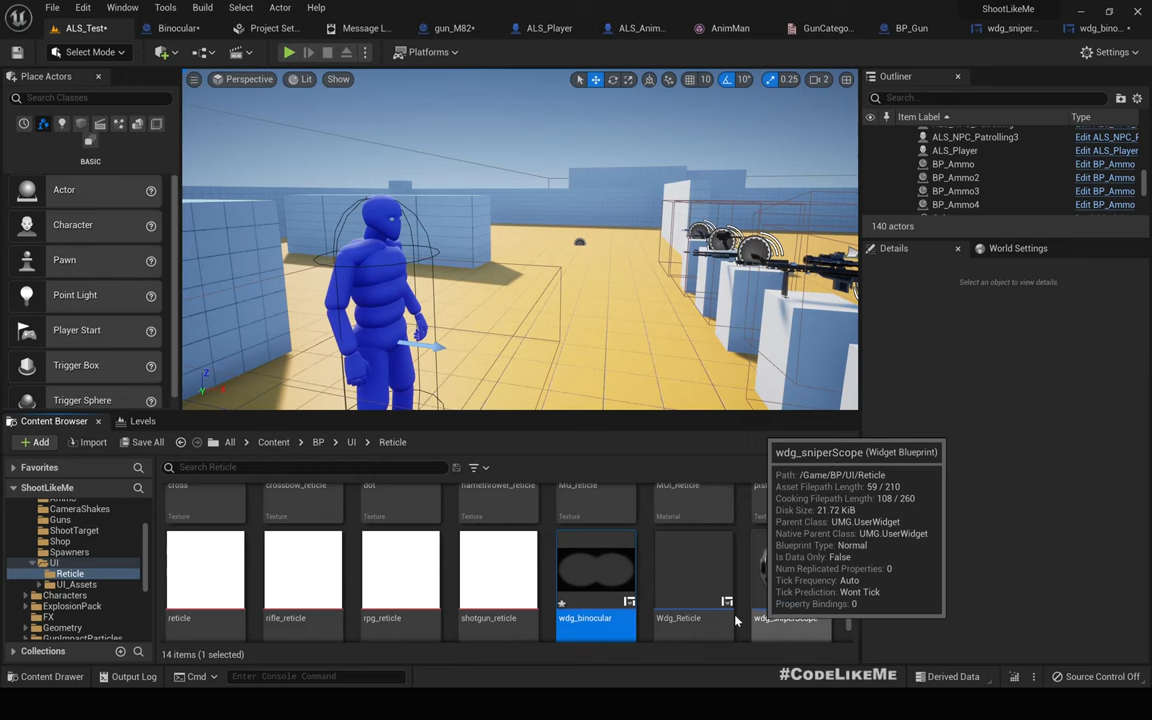 File Edit Window Tools Build Select Actor Help
ShootLikeMe
ALS_Test* Binocular* Project Set... Message L... gun_M82* ALS_Player ALS_Anim... AnimMan GunCatego... BP_Gun wdg_sniper... wdg_bino...
Select Mode Platforms Settings
Place Actors
Search Classes
BASIC
Actor
Character
Pawn
Point Light
Player Start
Trigger Box
Trigger Sphere
Perspective Lit Show 10 10° 0.25 2
Z
Y
Outliner
Search...
Item Label Type
ALS_NPC_Patrolling3 Edit ALS_NPC_F
ALS_Player Edit ALS_Player
BP_Ammo Edit BP_Ammo
BP_Ammo2 Edit BP_Ammo
BP_Ammo3 Edit BP_Ammo
BP_Ammo4 Edit BP_Ammo
140 actors
Details World Settings
Select an object to view details.
Content Browser Levels
Add Import Save All All Content BP UI Reticle
Favorites
ShootLikeMe
Ammo
CameraShakes
Guns
ShootTarget
Shop
Spawners
UI
Reticle
UI_Assets
Characters
ExplosionPack
FX
Geometry
GunImpactParticles
Collections
Search Reticle
cross crossbow_reticle dot flamethrower_reticle MG_reticle
Texture Texture Texture Texture Texture Material Texture
reticle rifle_reticle rpg_reticle shotgun_reticle wdg_binocular Wdg_Reticle wdg_sniperScope
14 items (1 selected)
wdg_sniperScope (Widget Blueprint)
Path: /Game/BP/UI/Reticle
Asset Filepath Length: 59 / 210
Cooking Filepath Length: 108 / 260
Disk Size: 21.72 KiB
Parent Class: UMG.UserWidget
Native Parent Class: UMG.UserWidget
Blueprint Type: Normal
Is Data Only: False
Num Replicated Properties: 0
Tick Frequency: Auto
Tick Prediction: Wont Tick
Property Bindings: 0
#CODELIKEME
Content Drawer Output Log Cmd Enter Console Command Derived Data Source Control Off